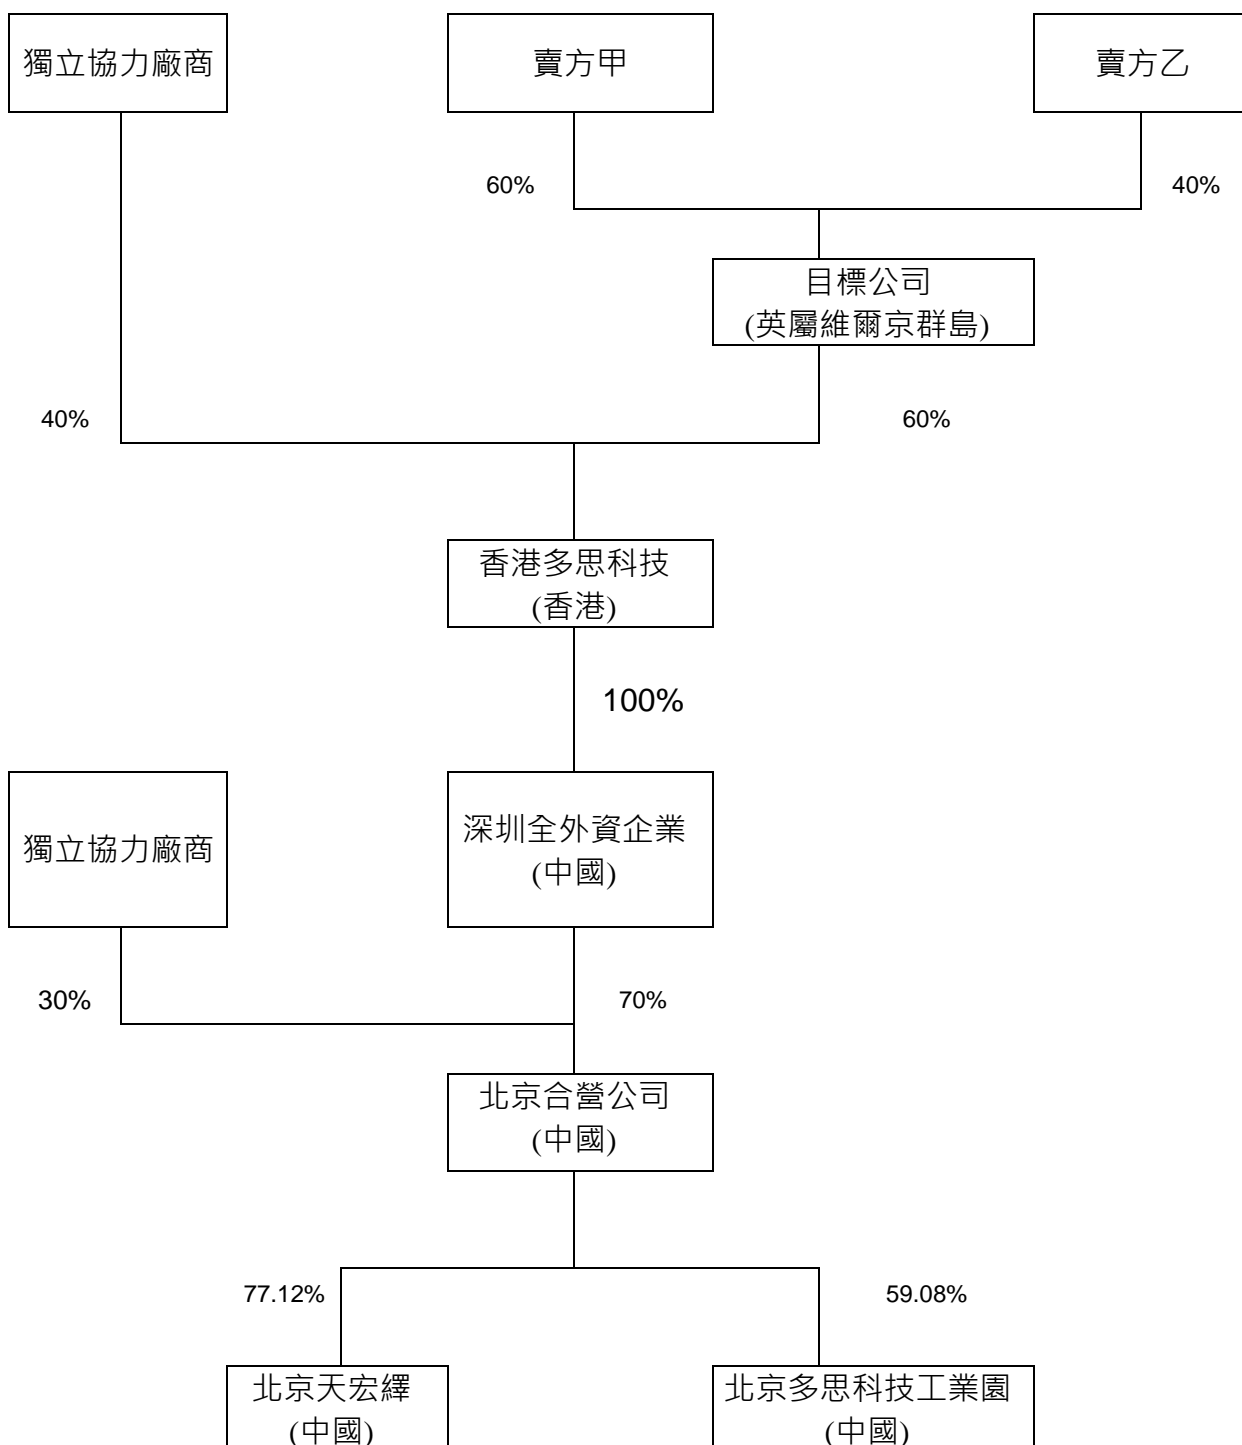 獨立協力廠商
賣方甲
賣方乙
60%
40%
目標公司
(英屬維爾京群島)
40%
60%
香港多思科技
(香港)
100%
獨立協力廠商
深圳全外資企業
(中國)
30%
70%
北京合營公司
(中國)
77.12%
59.08%
北京天宏繹
(中國)
北京多思科技工業園
(中國)